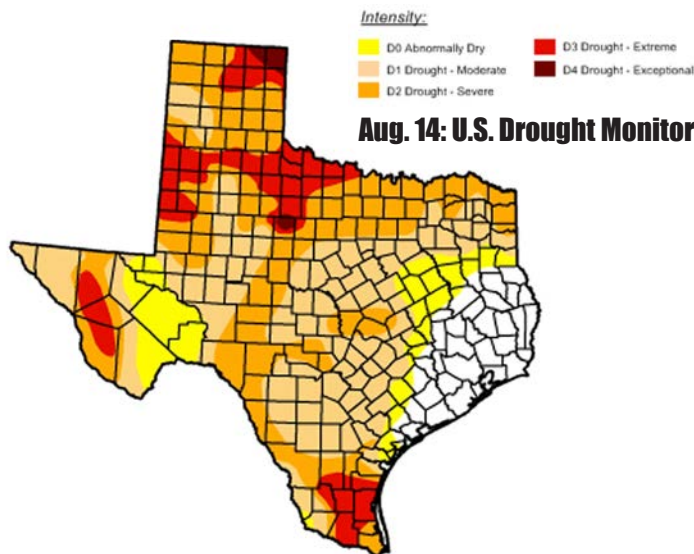 Intensity:
D0 Abnormally Dry
D1 Drought - Moderate
D2 Drought - Severe
D3 Drought - Extreme
D4 Drought - Exceptional
Aug. 14: U.S. Drought Monitor